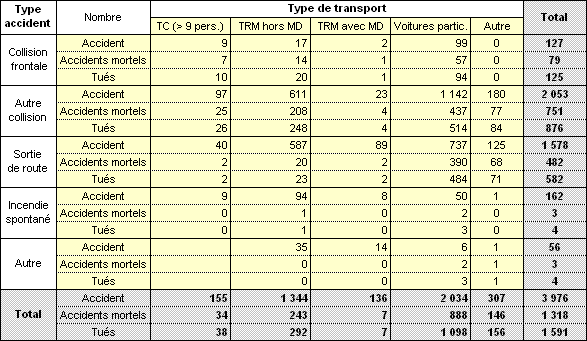 Type accident Nombre Type de transport Total
TC (> 9 pers.) TRM hors MD TRM avec MD Voitures partic. Autre
Collision frontale
Accident 9 17 2 99 0 127
Accidents mortels 7 14 1 57 0 79
Tués 10 20 1 94 0 125
Autre collision
Accident 97 611 23 1 142 180 2 053
Accidents mortels 25 208 4 437 77 751
Tués 26 248 4 514 84 876
Sortie de route
Accident 40 587 89 737 125 1 578
Accidents mortels 2 20 2 390 68 482
Tués 2 23 2 484 71 582
Incendie spontané
Accident 9 94 8 50 1 162
Accidents mortels 0 1 0 2 0 3
Tués 0 1 0 3 0 4
Autre
Accident 35 14 6 1 56
Accidents mortels 0 0 2 1 3
Tués 0 0 3 1 4
Total
Accident 155 1 344 136 2 034 307 3 976
Accidents mortels 34 243 7 888 146 1 318
Tués 38 292 7 1 098 156 1 591